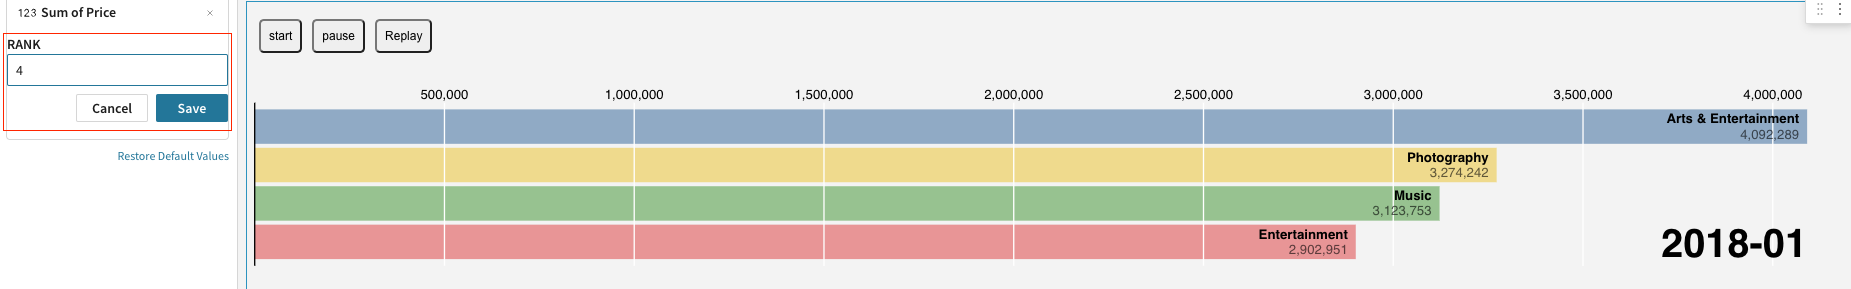 123 Sum of Price ×
RANK
4
Cancel Save
Restore Default Values
start pause Replay
500,000 1,000,000 1,500,000 2,000,000 2,500,000 3,000,000 3,500,000 4,000,000
Arts & Entertainment
4,092,289
Photography
3,274,242
Music
3,123,753
Entertainment
2,902,951
2018-01